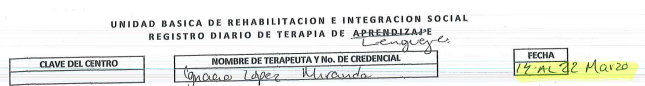 UNIDAD BASICA DE REHABILITACION E INTEGRACION SOCIAL
REGISTRO DIARIO DE TERAPIA DE APRENDIZAJE
Lenguaje.
CLAVE DEL CENTRO
NOMBRE DE TERAPEUTA Y No. DE CREDENCIAL
FECHA
Ignacio López Miranda
AL 22 Marzo